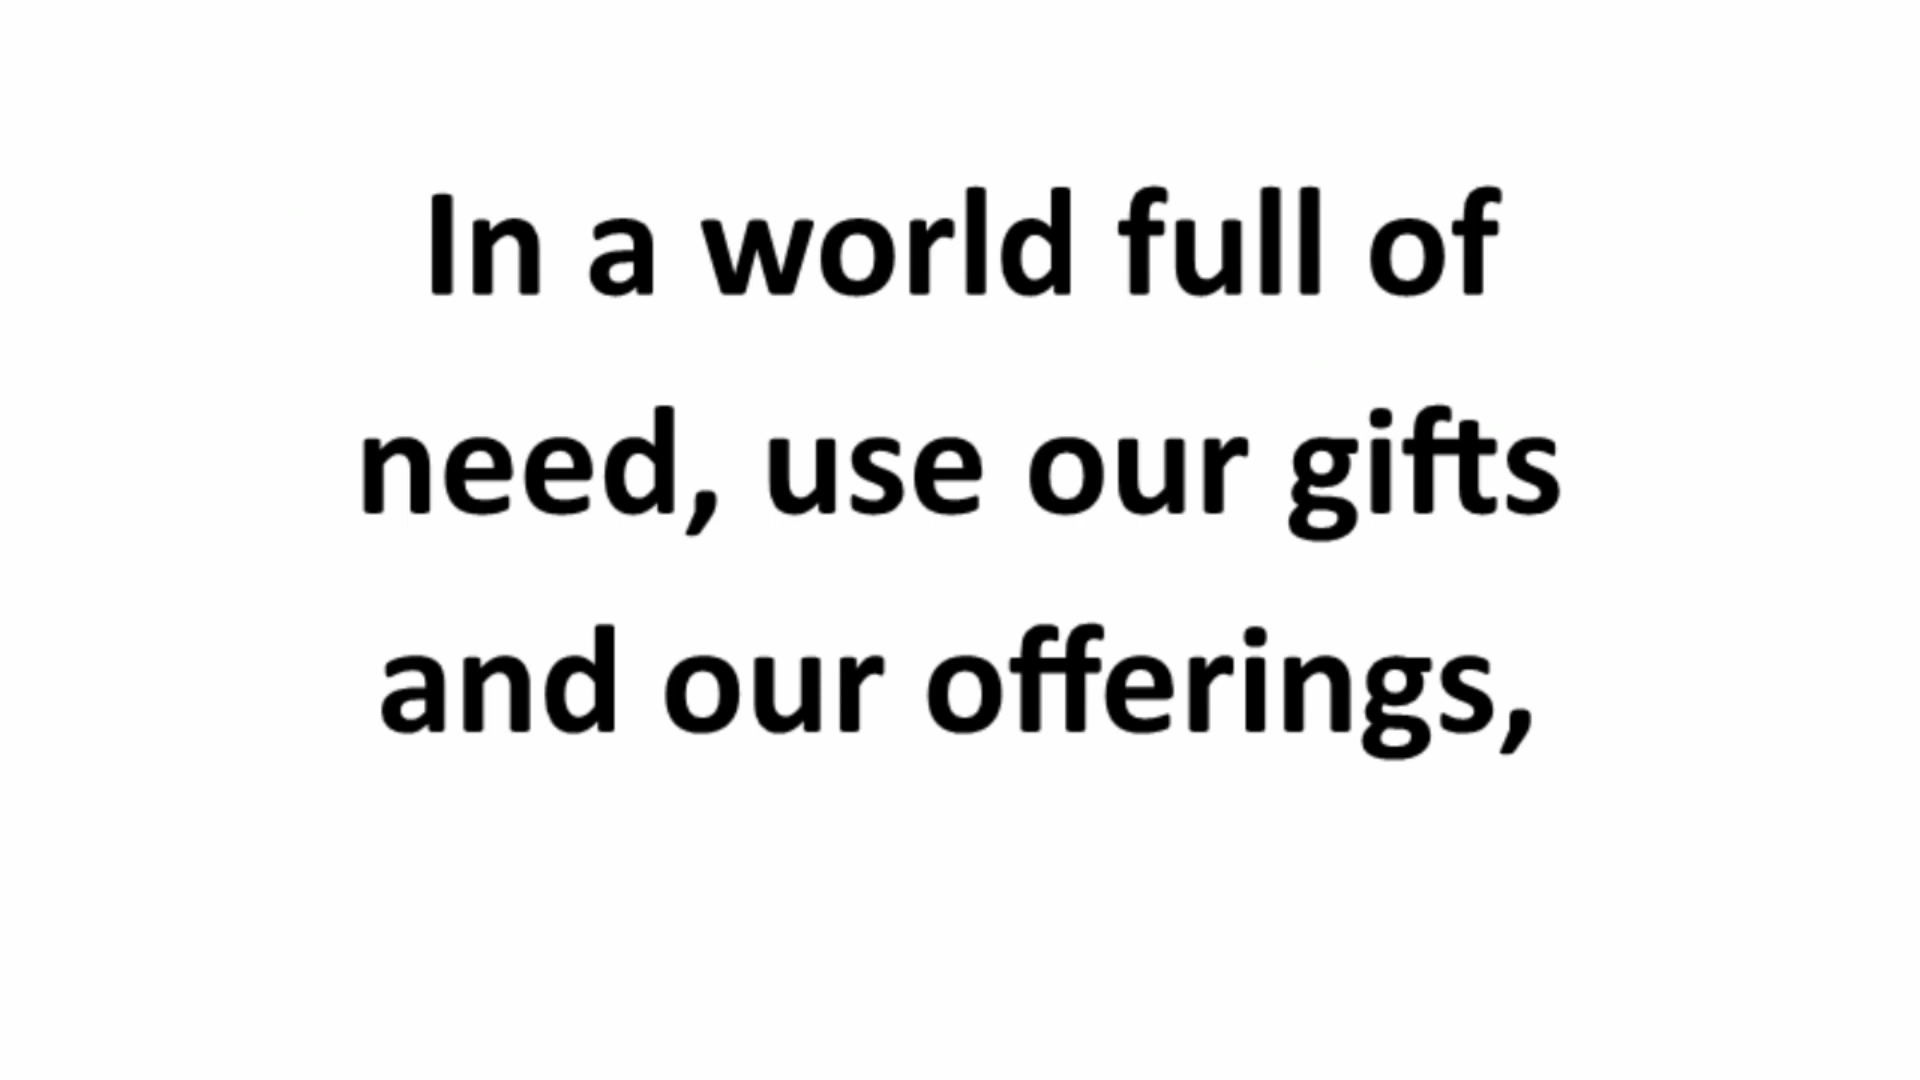 In a world full of
need, use our gifts
and our offerings,